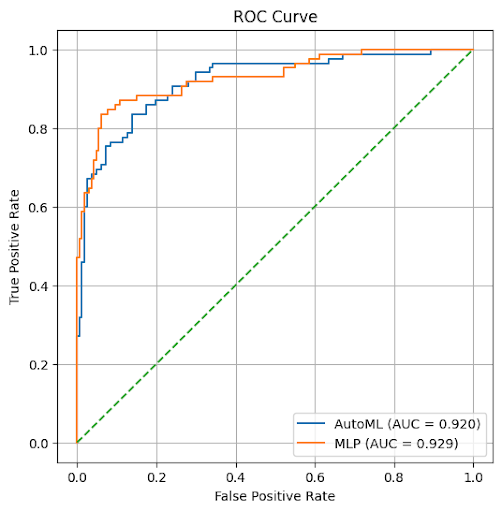 ROC Curve
True Positive Rate
1.0
0.8
0.6
0.4
0.2
0.0
AutoML (AUC = 0.920)
MLP (AUC = 0.929)
0.0 0.2 0.4 0.6 0.8 1.0
False Positive Rate